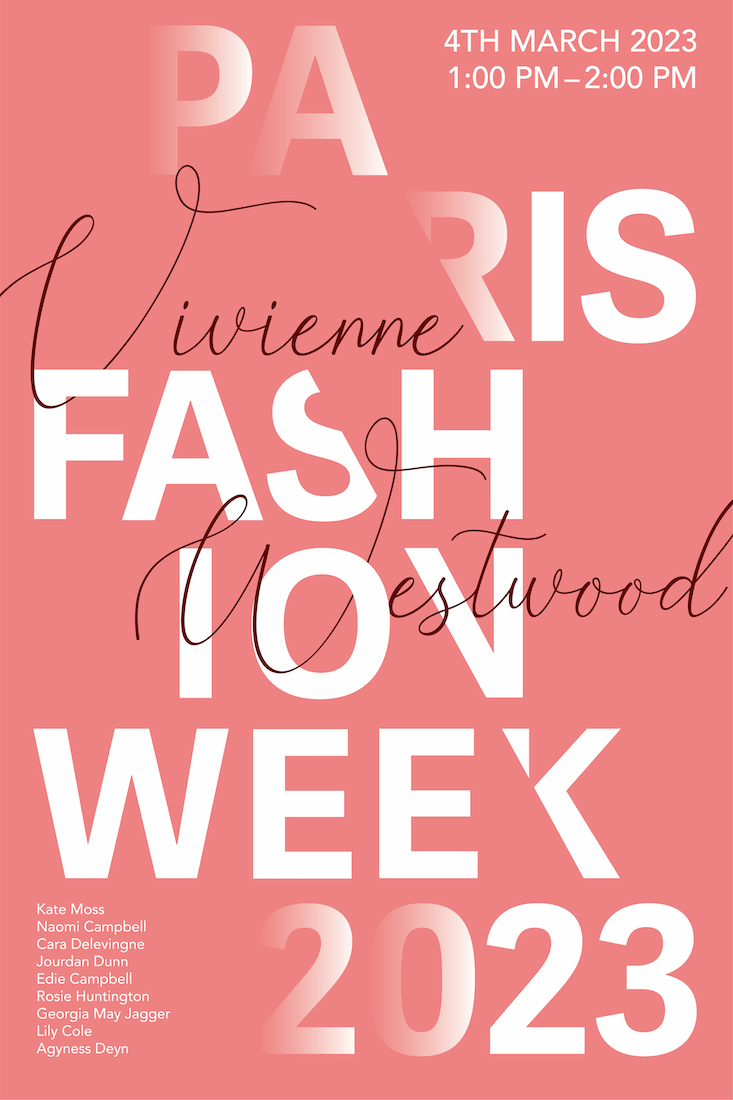 4TH MARCH 2023
1:00 PM – 2:00 PM
PA
RIS
Vivienne
FASH
Westwood
ION
WEEK
2023
Kate Moss
Naomi Campbell
Cara Delevingne
Jourdan Dunn
Edie Campbell
Rosie Huntington
Georgia May Jagger
Lily Cole
Agyness Deyn